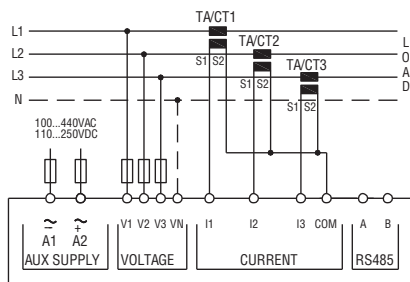 TA/CT1
L1
TA/CT2
L2
S1 S2
TA/CT3
L3
S1 S2
N
S1 S2
L
O
A
D
100...440VAC
110...250VDC
~
–
~
+
V1 V2 V3 VN I1 I2 I3 COM A B
A1 A2
AUX SUPPLY VOLTAGE CURRENT RS485